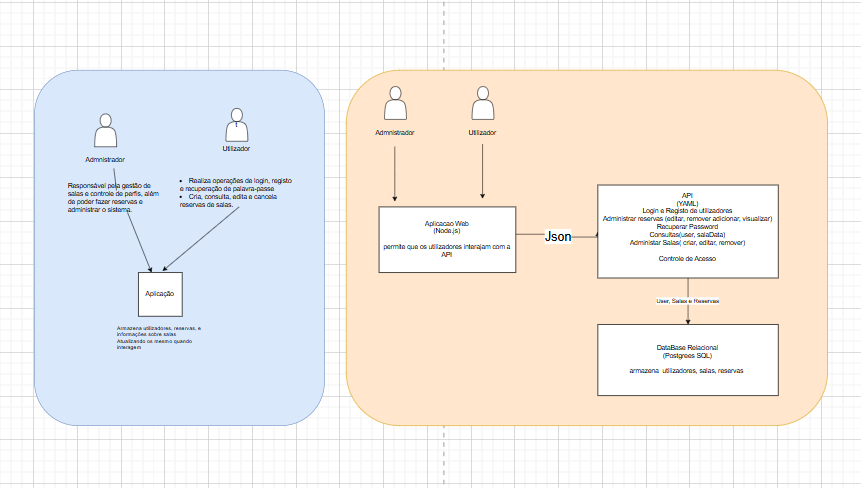 Admnistrador
Utilizador
Responsável pela gestão de
salas e controle de perfis, além
de poder fazer reservas e
administrar o sistema.
• Realiza operações de login, registo
e recuperação de palavra-passe
• Cria, consulta, edita e cancela
reservas de salas.
Aplicação
Armazena utilizadores, reservas, e
informações sobre salas
Atualizando os mesmo quando
interagem
Admnistrador
Utilizador
Aplicacao Web
(Node.js)
permite que os utilizadores interajam com a
API
Json
API
(YAML)
Login e Registo de utilizadores
Administrar reservas (editar, remover adicionar, visualizar)
Recuperar Password
Consultas(user, salaData)
Administar Salas( criar, editar, remover)
Controle de Acesso
User, Salas e Reservas
DataBase Relacional
(Postgrees SQL)
armazena utilizadores, salas, reservas